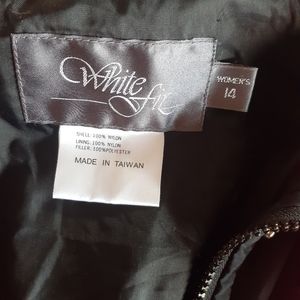 White
fir
WOMEN'S
14
SHELL: 100% NYLON
LINING: 100% NYLON
FILLER: 100%POLYESTER
MADE IN TAIWAN